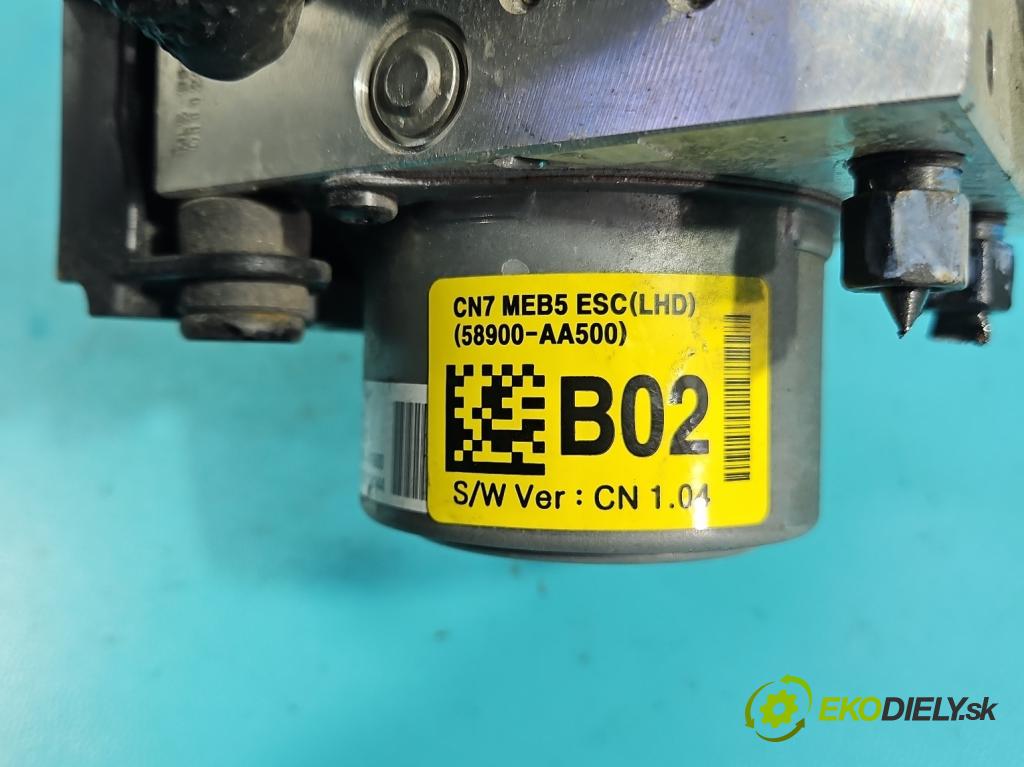 CN7 MEB5 ESC(LHD)
(58900-AA500)
B02
S/W Ver : CN 1.04
EKODIELY.sk